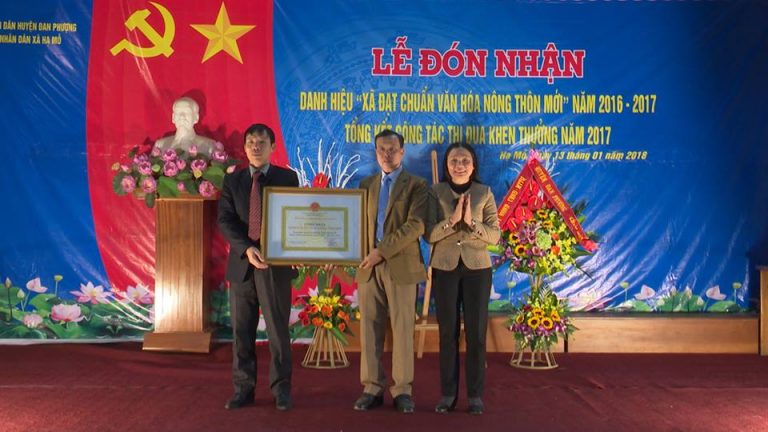 DÂN HUYỆN ĐAN PHƯỢNG
NHÂN DÂN XÃ HẠ MỖ
LỄ ĐÓN NHẬN
DANH HIỆU “XÃ ĐẠT CHUẨN VĂN HÓA NÔNG THÔN MỚI” NĂM 2016 - 2017
TỔNG KẾT CÔNG TÁC THI ĐUA KHEN THƯỞNG NĂM 2017
Hạ Mỗ, 13 tháng 01 năm 2018